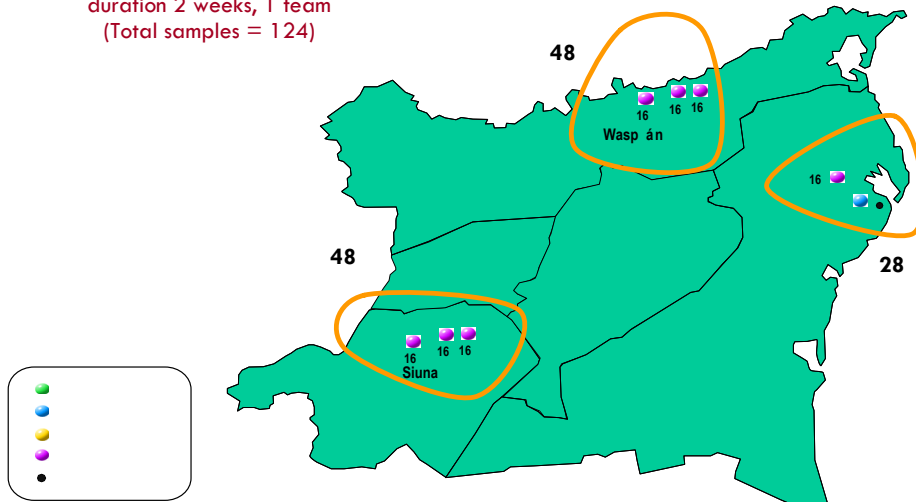 duration 2 weeks, 1 team
(Total samples = 124)
48
16
16
16
Wasp án
16
28
48
16
16
16
Siuna